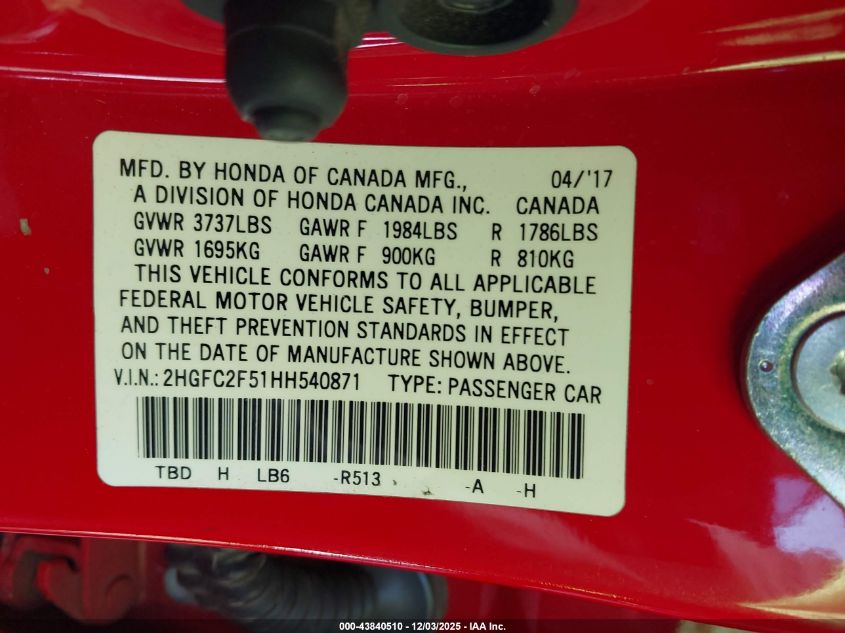 MFD. BY HONDA OF CANADA MFG., 04/'17
A DIVISION OF HONDA CANADA INC. CANADA
GVWR 3737LBS GAWR F 1984LBS R 1786LBS
GVWR 1695KG GAWR F 900KG R 810KG
THIS VEHICLE CONFORMS TO ALL APPLICABLE
FEDERAL MOTOR VEHICLE SAFETY, BUMPER,
AND THEFT PREVENTION STANDARDS IN EFFECT
ON THE DATE OF MANUFACTURE SHOWN ABOVE.
V.I.N.: 2HGFC2F51HH540871 TYPE: PASSENGER CAR
TBD H LB6 -R513 -A -H
000-43840510 - 12/03/2025 - IAA Inc.